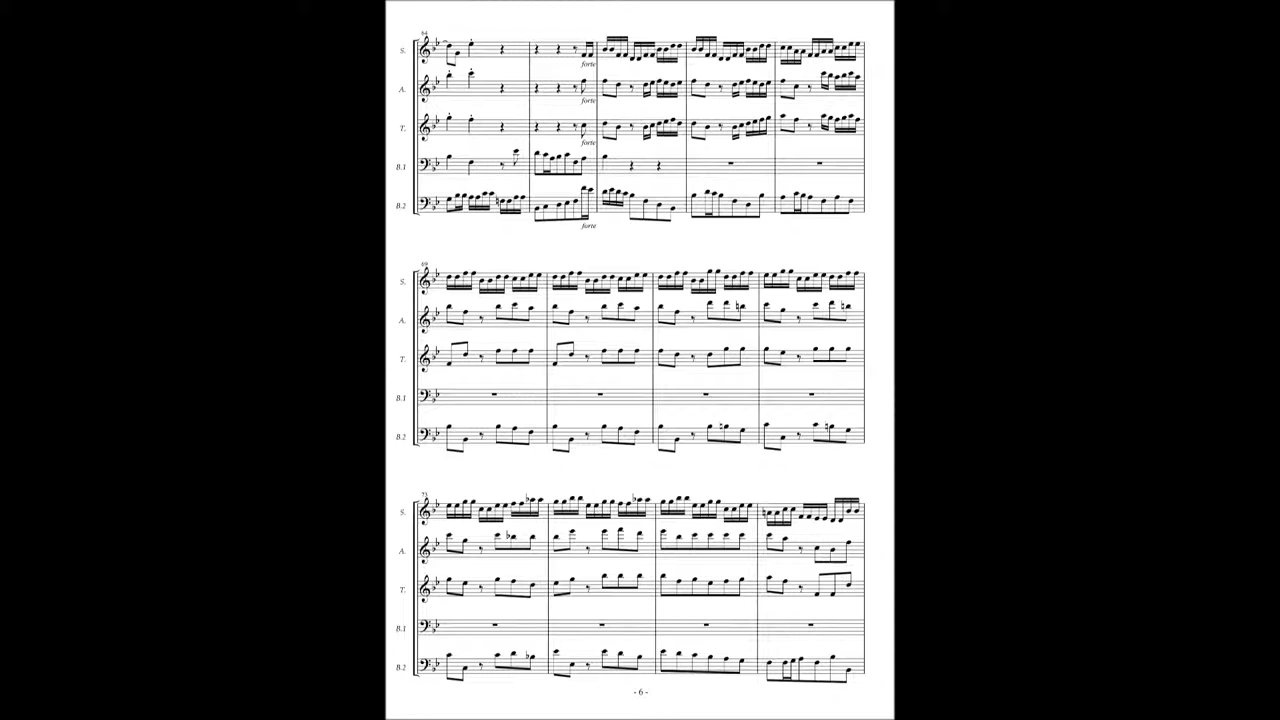 64
S.
forte
A.
forte
T.
forte
B.1
B.2
forte
69
S.
A.
T.
B.1
B.2
73
S.
A.
T.
B.1
B.2
- 6 -